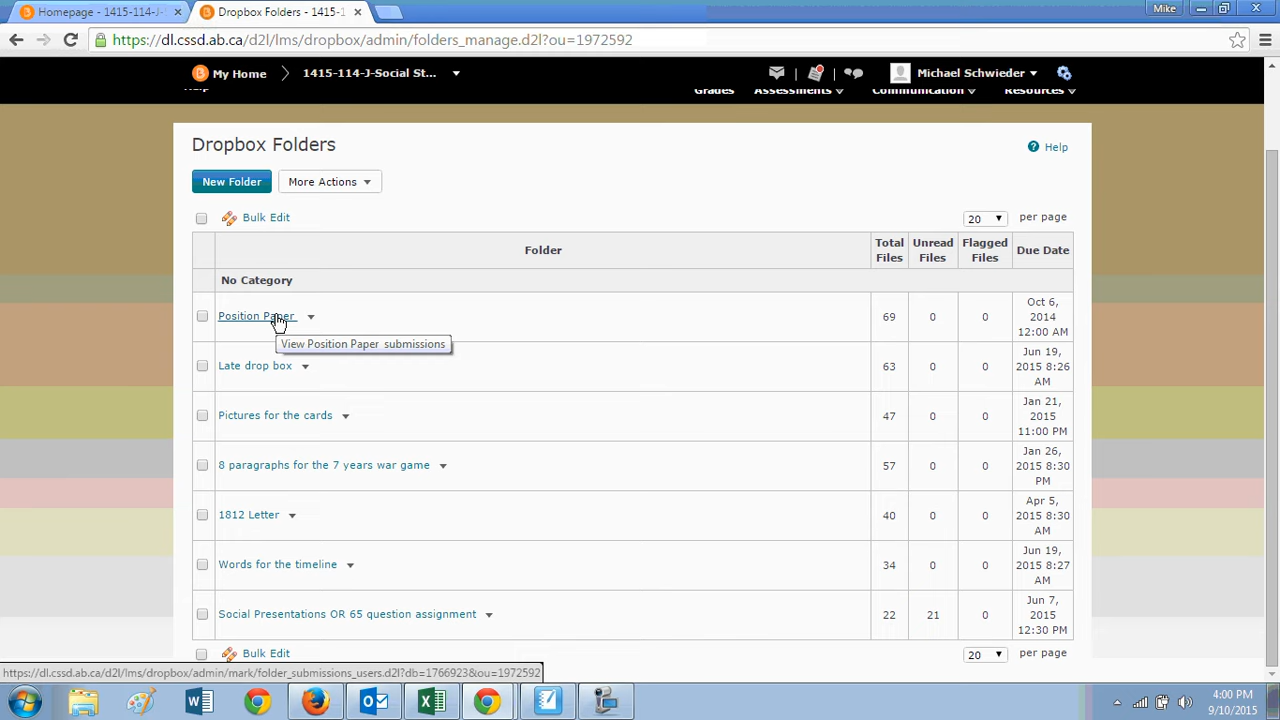 Homepage - 1415-114-J-S
Dropbox Folders - 1415-1
Mike
https://dl.cssd.ab.ca/d2l/lms/dropbox/admin/folders_manage.d2l?ou=1972592
My Home
1415-114-J-Social St...
Michael Schwieder
Help
Grades
Assessments
Communication
Resources
Dropbox Folders
Help
New Folder
More Actions
Bulk Edit
20
per page
Folder
Total Files
Unread Files
Flagged Files
Due Date
No Category
Position Paper
69
0
0
Oct 6, 2014 12:00 AM
View Position Paper submissions
Late drop box
63
0
0
Jun 19, 2015 8:26 AM
Pictures for the cards
47
0
0
Jan 21, 2015 11:00 PM
8 paragraphs for the 7 years war game
57
0
0
Jan 26, 2015 8:30 PM
1812 Letter
40
0
0
Apr 5, 2015 8:30 AM
Words for the timeline
34
0
0
Jun 19, 2015 8:27 AM
Social Presentations OR 65 question assignment
22
21
0
Jun 7, 2015 12:30 PM
Bulk Edit
20
per page
https://dl.cssd.ab.ca/d2l/lms/dropbox/admin/mark/folder_submissions_users.d2l?db=1766923&ou=1972592
4:00 PM
9/10/2015